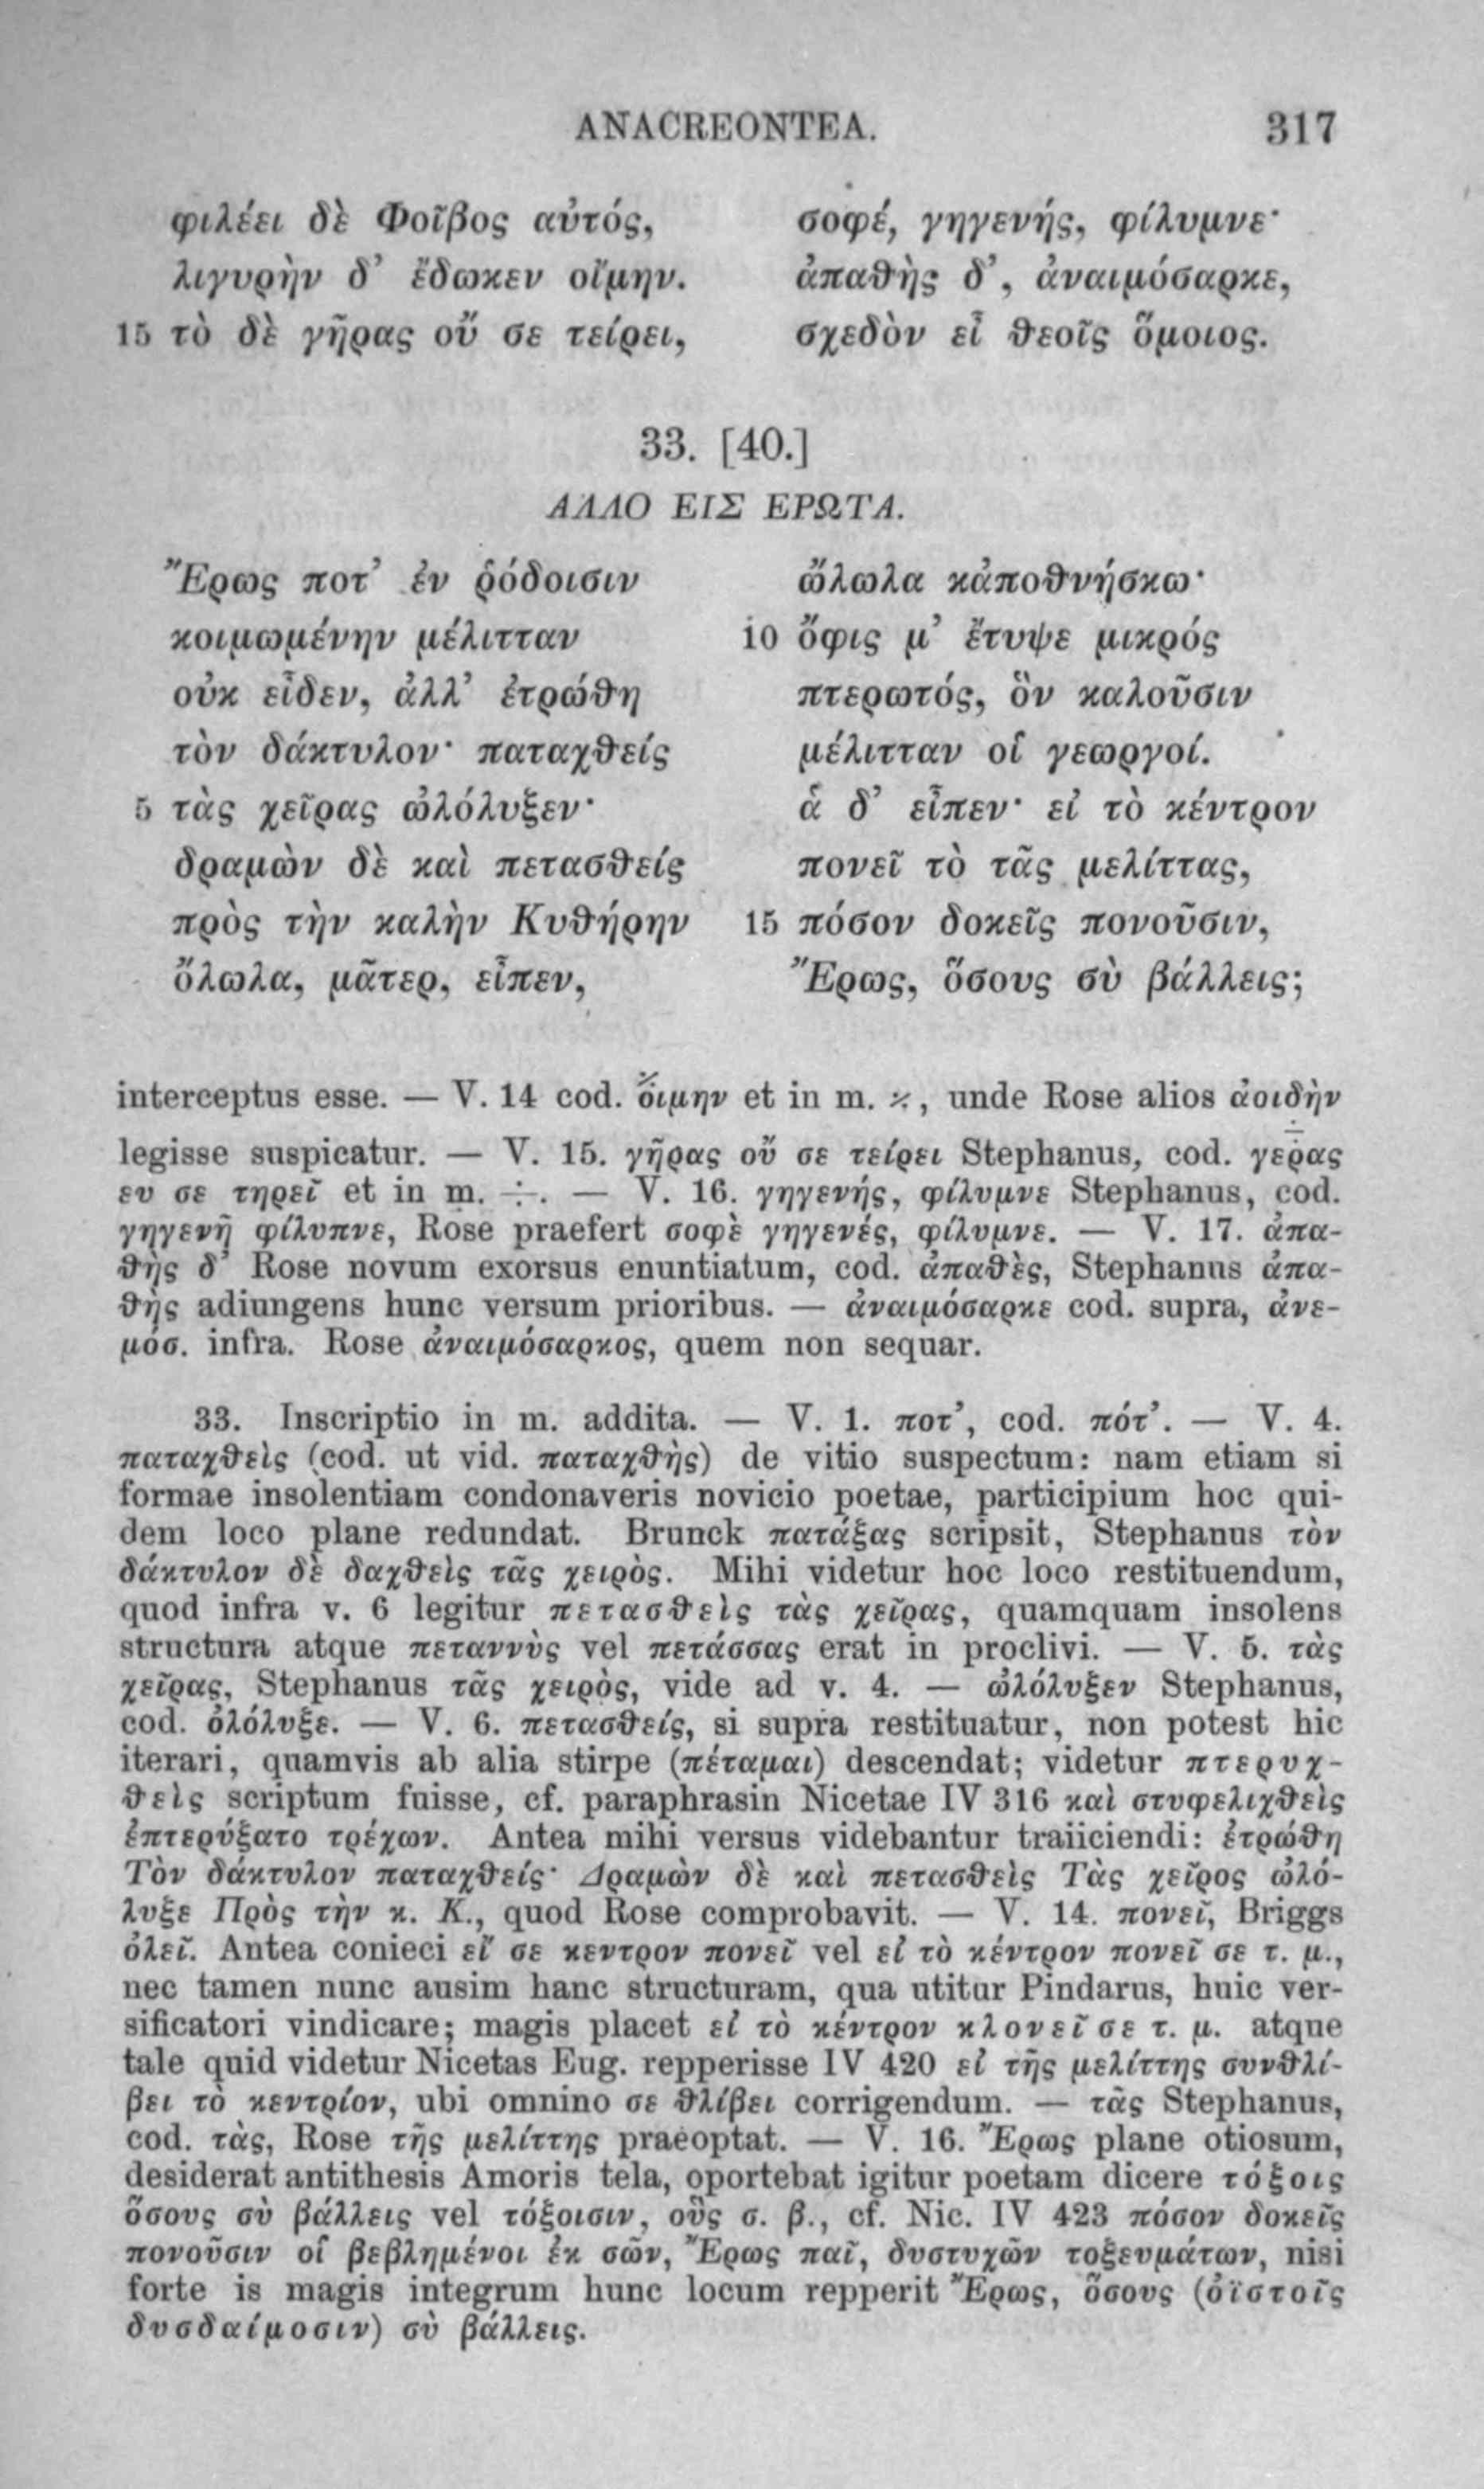 ANACREONTEA. 317
φιλέει δὲ Φοῖβος αὐτός,
λιγυρὴν δ’ ἔδωκεν οἴμην.
15 τὸ δὲ γῆρας οὔ σε τείρει,
σοφέ, γηγενής, φίλυμνε·
ἀπαθὴς δ’, ἀναιμόσαρκε,
σχεδὸν εἶ θεοῖς ὅμοιος.
33. [40.]
ΑΛΛΟ ΕΙΣ ΕΡΩΤΑ.
Ἔρως ποτ’ ἐν ῥόδοισιν
κοιμωμένην μέλιτταν
οὐκ εἶδεν, ἀλλ’ ἐτρώθη
τὸν δάκτυλον· παταχθείς
5 τὰς χεῖρας ὠλόλυξεν·
δραμὼν δὲ καὶ πετασθείς
πρὸς τὴν καλὴν Κυθήρην
ὄλωλα, μᾶτερ, εἶπεν,
ὤλωλα κἀποθνήσκω·
10 ὄφις μ’ ἔτυψε μικρός
πτερωτός, ὃν καλοῦσιν
μέλιτταν οἱ γεωργοί.
ἁ δ’ εἶπεν· εἰ τὸ κέντρον
πονεῖ τὸ τᾶς μελίττας,
15 πόσον δοκεῖς πονοῦσιν,
Ἔρως, ὅσους σὺ βάλλεις;
interceptus esse. — V. 14 cod. οἴμην et in m. , unde Rose alios ἀοιδὴν
legisse suspicatur. — V. 15. γῆρας οὔ σε τείρει Stephanus, cod. γερας
ευ σε τηρεῖ et in m. ÷. — V. 16. γηγενής, φίλυμνε Stephanus, cod.
γηγενῆ φίλυπνε, Rose praefert σοφὲ γηγενές, φίλυμνε. — V. 17. ἀπα-
θὴς δ’ Rose novum exorsus enuntiatum, cod. ἀπαθὲς, Stephanus ἀπα-
θὴς adiungens hunc versum prioribus. — ἀναιμόσαρκε cod. supra, ἀνε-
μόσ. infra. Rose ἀναιμόσαρκος, quem non sequar.
33. Inscriptio in m. addita. — V. 1. ποτ’, cod. πότ’. — V. 4.
παταχθεὶς (cod. ut vid. παταχθὴς) de vitio suspectum: nam etiam si
formae insolentiam condonaveris novicio poetae, participium hoc qui-
dem loco plane redundat. Brunck πατάξας scripsit, Stephanus τὸν
δάκτυλον δὲ δαχθεὶς τᾶς χειρὸς. Mihi videtur hoc loco restituendum,
quod infra v. 6 legitur πετασθεὶς τὰς χεῖρας, quamquam insolens
structura atque πεταννὺς vel πετάσσας erat in proclivi. — V. 5. τὰς
χεῖρας, Stephanus τᾶς χειρὸς, vide ad v. 4. — ὠλόλυξεν Stephanus,
cod. ὀλόλυξε. — V. 6. πετασθείς, si supra restituatur, non potest hic
iterari, quamvis ab alia stirpe (πέταμαι) descendat; videtur πτερυχ-
θεὶς scriptum fuisse, cf. paraphrasin Nicetae IV 316 καὶ στυφελιχθεὶς
ἐπτερύξατο τρέχων. Antea mihi versus videbantur traiiciendi: ἐτρώθη
Τὸν δάκτυλον παταχθείς· Δραμὼν δὲ καὶ πετασθεὶς Τὰς χεῖρος ὠλό-
λυξε Πρὸς τὴν κ. Κ., quod Rose comprobavit. — V. 14. πονεῖ, Briggs
ὀλεῖ. Antea conieci εἴ σε κεντρον πονεῖ vel εἰ τὸ κέντρον πονεῖ σε τ. μ.,
nec tamen nunc ausim hanc structuram, qua utitur Pindarus, huic ver-
sificatori vindicare; magis placet εἰ τὸ κέντρον κλονεῖ σε τ. μ. atque
tale quid videtur Nicetas Eug. repperisse IV 420 εἰ τῆς μελίττης συνθλί-
βει τὸ κεντρίον, ubi omnino σε θλίβει corrigendum. — τᾶς Stephanus,
cod. τὰς, Rose τῆς μελίττης praeoptat. — V. 16. Ἔρως plane otiosum,
desiderat antithesis Amoris tela, oportebat igitur poetam dicere τόξοις
ὅσους σὺ βάλλεις vel τόξοισιν, οὓς σ. β., cf. Nic. IV 423 πόσον δοκεῖς
πονοῦσιν οἱ βεβλημένοι ἐκ σῶν, Ἔρως παῖ, δυστυχῶν τοξευμάτων, nisi
forte is magis integrum hunc locum repperit Ἔρως, ὅσους (ὀϊστοῖς
δυσδαίμοσιν) σὺ βάλλεις.